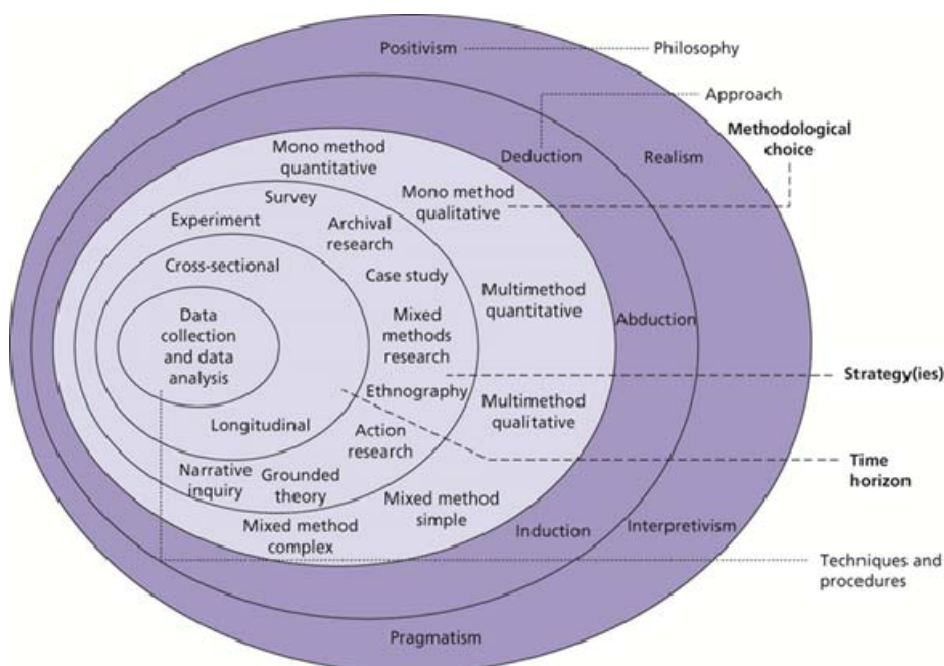 Positivism
Philosophy
Approach
Methodological
choice
Mono method
quantitative
Deduction
Realism
Mono method
qualitative
Survey
Experiment
Archival
research
Cross-sectional
Case study
Multimethod
quantitative
Data
collection
and data
analysis
Mixed
methods
research
Abduction
Strategy(ies)
Ethnography
Multimethod
qualitative
Longitudinal
Action
research
Time
horizon
Narrative
inquiry
Grounded
theory
Mixed method
simple
Mixed method
complex
Induction
Interpretivism
Techniques and
procedures
Pragmatism